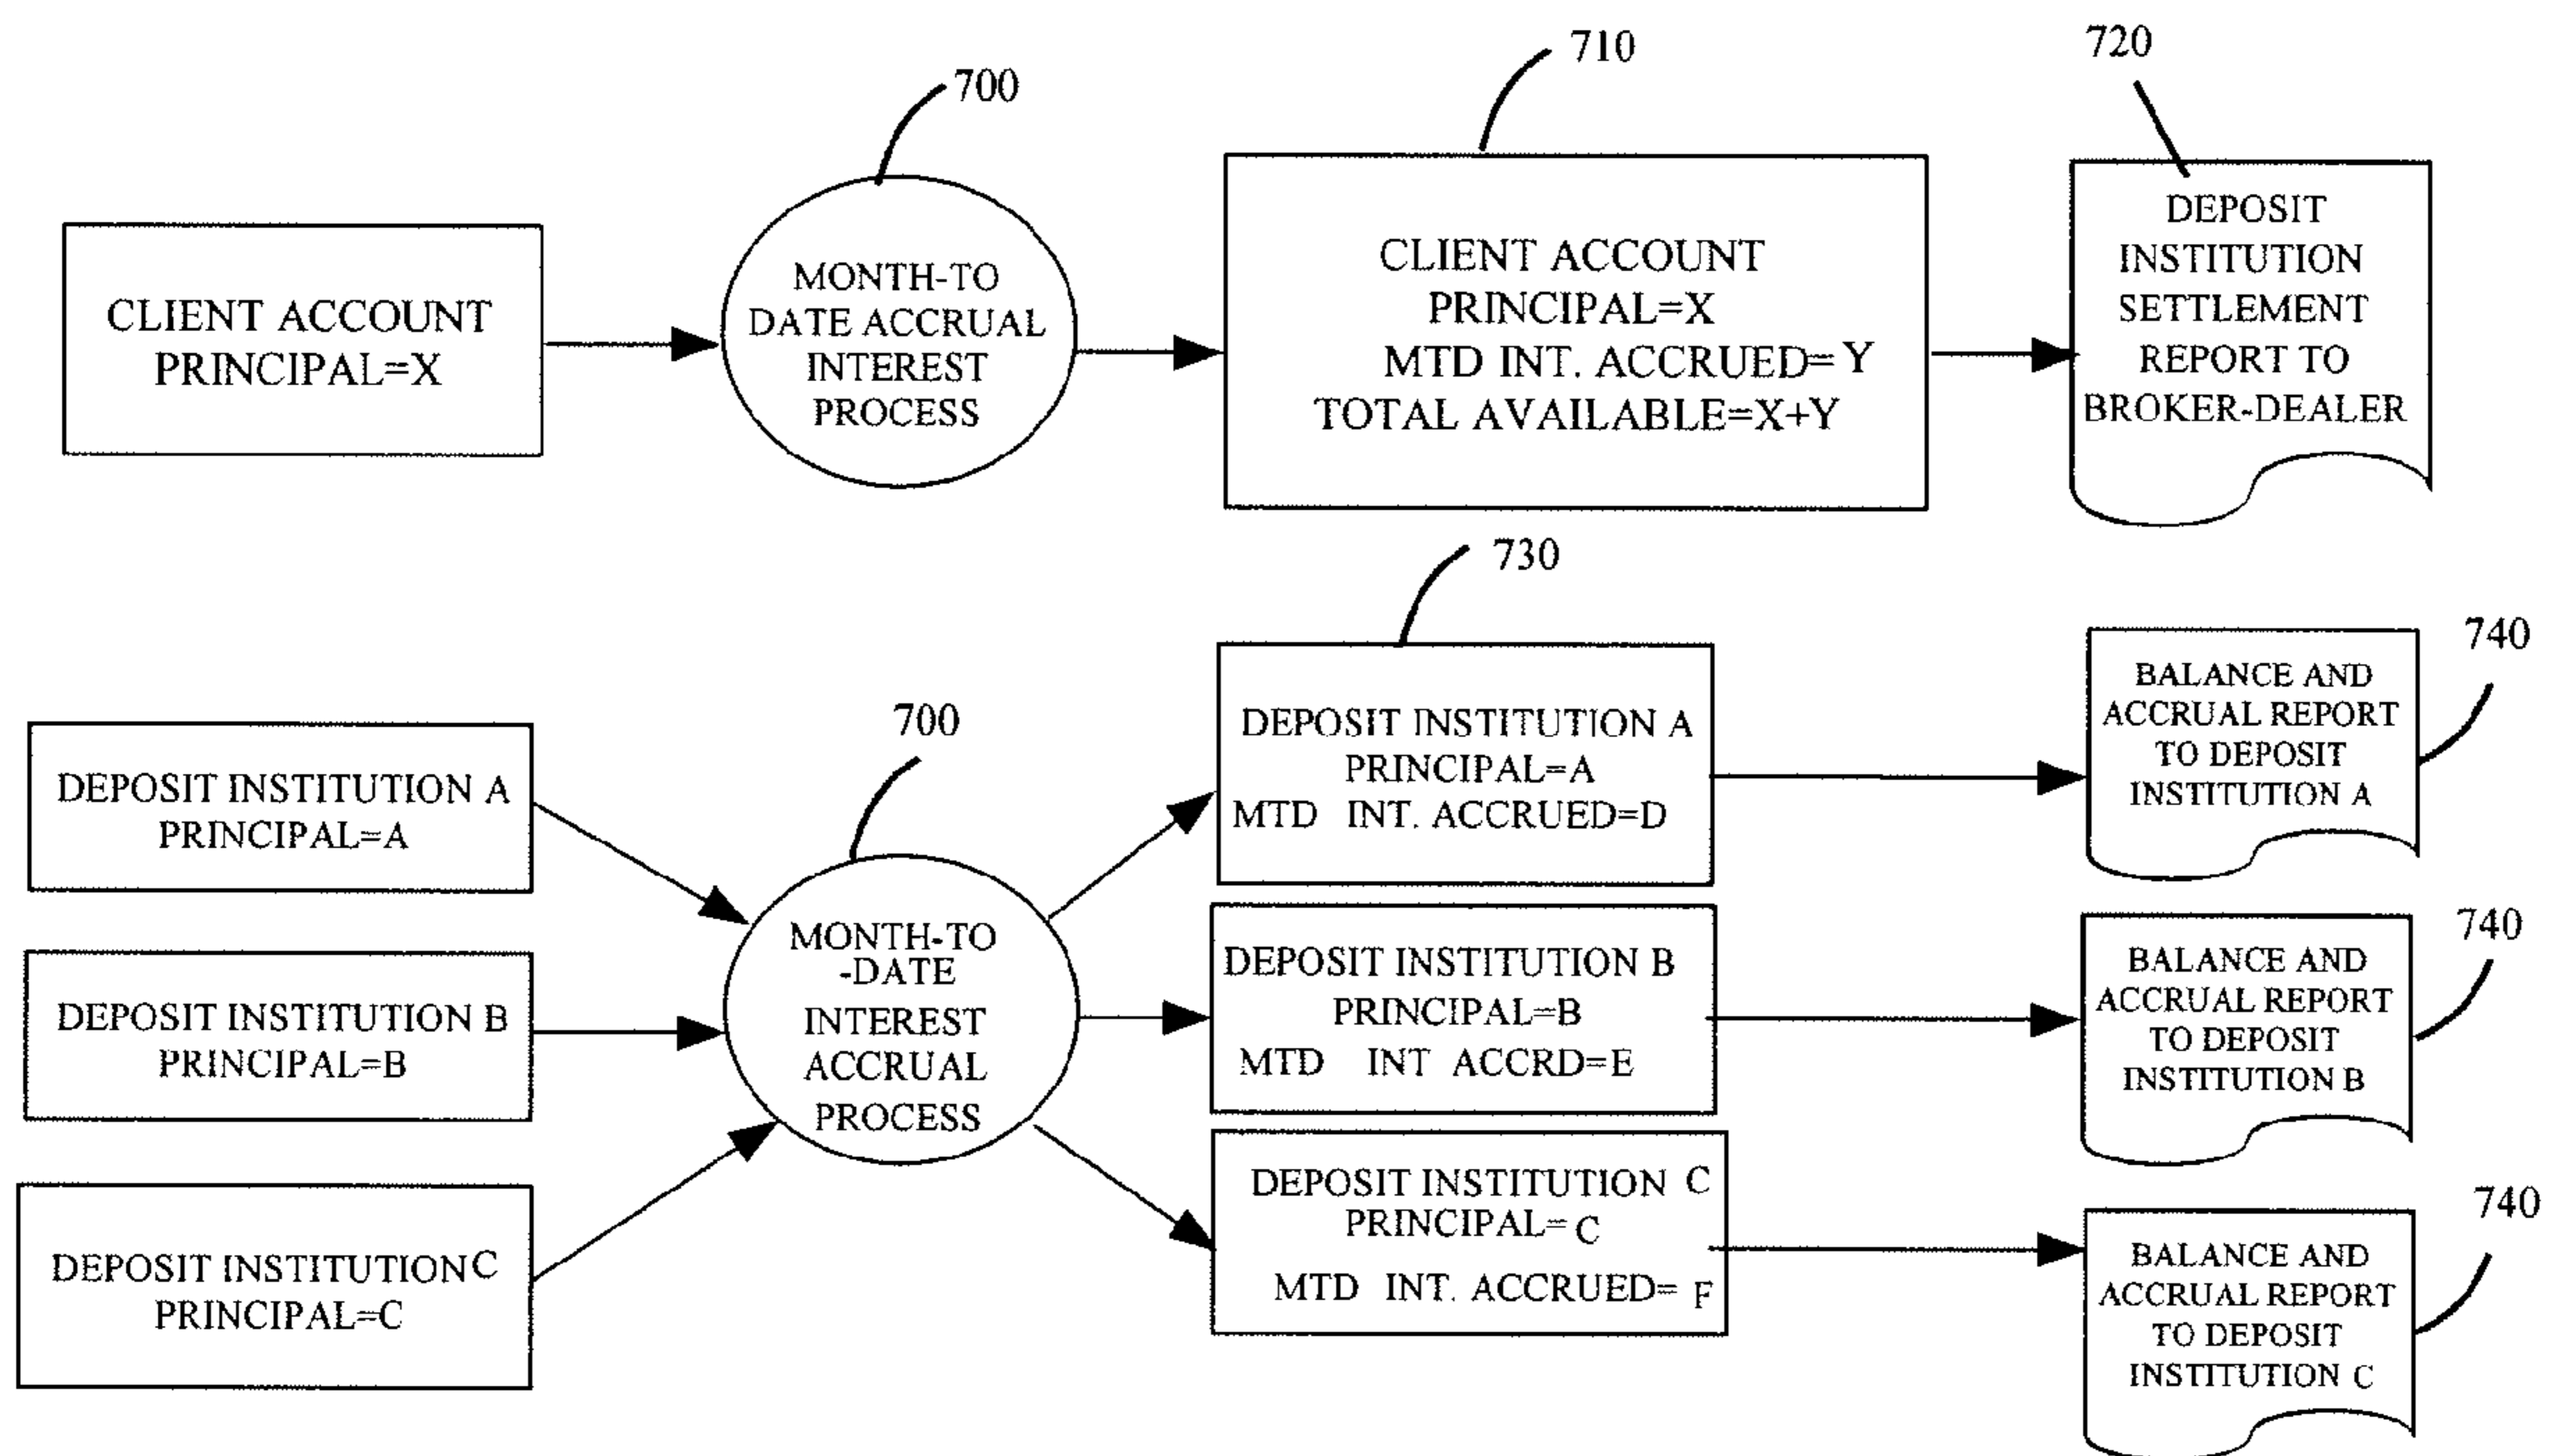 700
710
720
CLIENT ACCOUNT
PRINCIPAL=X
MONTH-TO
DATE ACCRUAL
INTEREST
PROCESS
CLIENT ACCOUNT
PRINCIPAL=X
MTD INT. ACCRUED=Y
TOTAL AVAILABLE=X+Y
DEPOSIT
INSTITUTION
SETTLEMENT
REPORT TO
BROKER-DEALER
DEPOSIT INSTITUTION A
PRINCIPAL=A
DEPOSIT INSTITUTION B
PRINCIPAL=B
DEPOSIT INSTITUTION C
PRINCIPAL=C
700
MONTH-TO
-DATE
INTEREST
ACCRUAL
PROCESS
730
DEPOSIT INSTITUTION A
PRINCIPAL=A
MTD INT. ACCRUED=D
DEPOSIT INSTITUTION B
PRINCIPAL=B
MTD INT ACCRD=E
DEPOSIT INSTITUTION C
PRINCIPAL= C
MTD INT. ACCRUED= F
740
BALANCE AND
ACCRUAL REPORT
TO DEPOSIT
INSTITUTION A
740
BALANCE AND
ACCRUAL REPORT
TO DEPOSIT
INSTITUTION B
740
BALANCE AND
ACCRUAL REPORT
TO DEPOSIT
INSTITUTION C